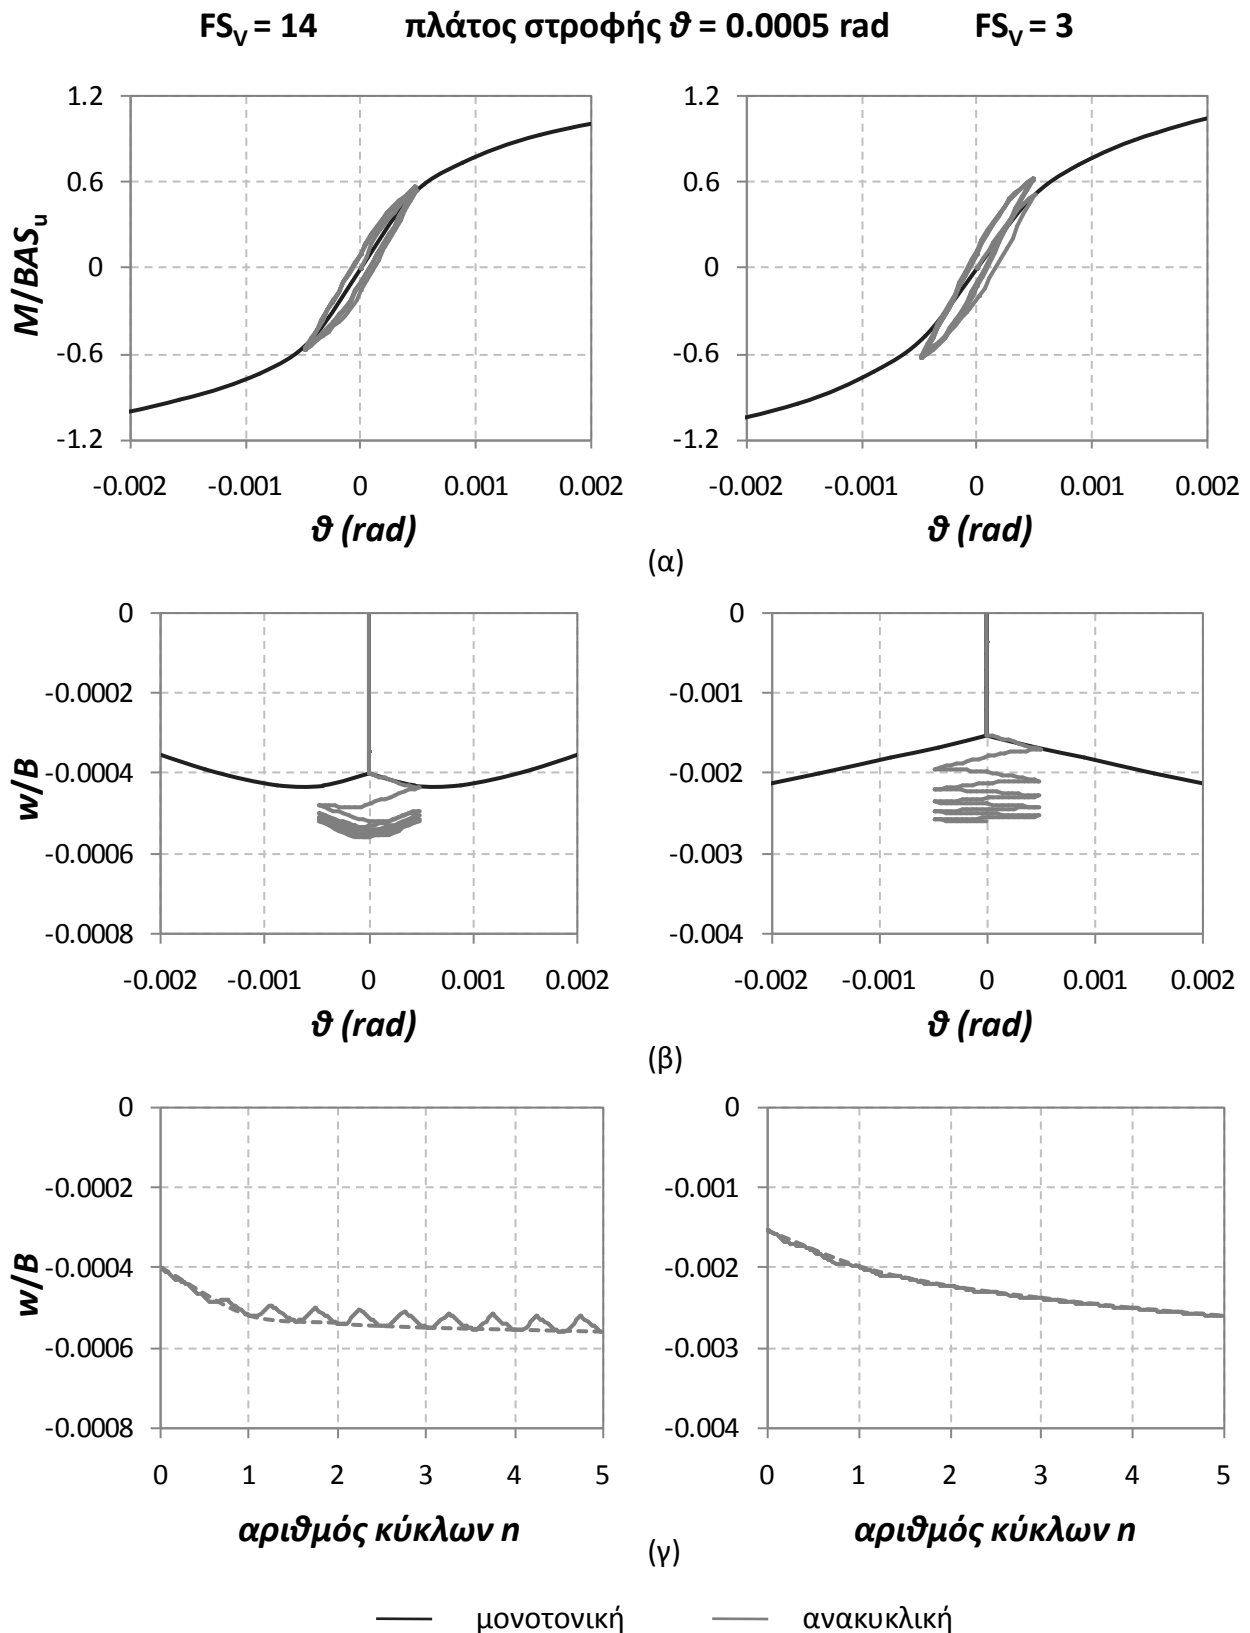 FSV = 14 πλάτος στροφής ϑ = 0.0005 rad FSV = 3
1.2
0.6
0
-0.6
-1.2
M/BASu
-0.002 -0.001 0 0.001 0.002
ϑ (rad)
1.2
0.6
0
-0.6
-1.2
-0.002 -0.001 0 0.001 0.002
ϑ (rad)
(α)
0
-0.0002
-0.0004
-0.0006
-0.0008
w/B
-0.002 -0.001 0 0.001 0.002
ϑ (rad)
0
-0.001
-0.002
-0.003
-0.004
-0.002 -0.001 0 0.001 0.002
ϑ (rad)
(β)
0
-0.0002
-0.0004
-0.0006
-0.0008
w/B
0 1 2 3 4 5
αριϑμός κύκλων n
0
-0.001
-0.002
-0.003
-0.004
0 1 2 3 4 5
αριϑμός κύκλων n
(γ)
μονοτονική ανακυκλική